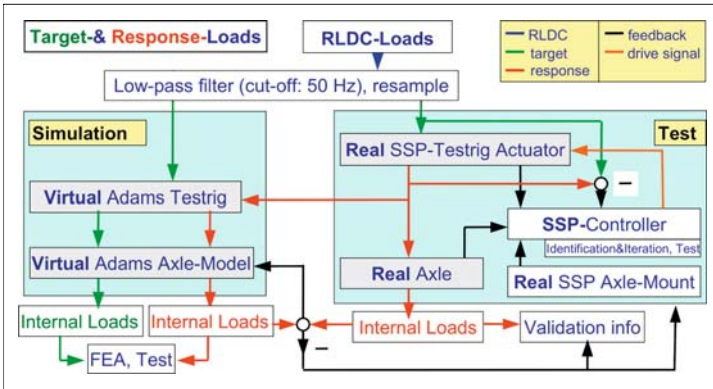 Target-& Response-Loads
RLDC-Loads
RLDC
target
response
feedback
drive signal
Low-pass filter (cut-off: 50 Hz), resample
Simulation
Test
Real SSP-Testrig Actuator
–
Virtual Adams Testrig
SSP-Controller
Identification&Iteration, Test
Virtual Adams Axle-Model
Real Axle
Real SSP Axle-Mount
Internal Loads
Internal Loads
–
Internal Loads
Validation info
FEA, Test